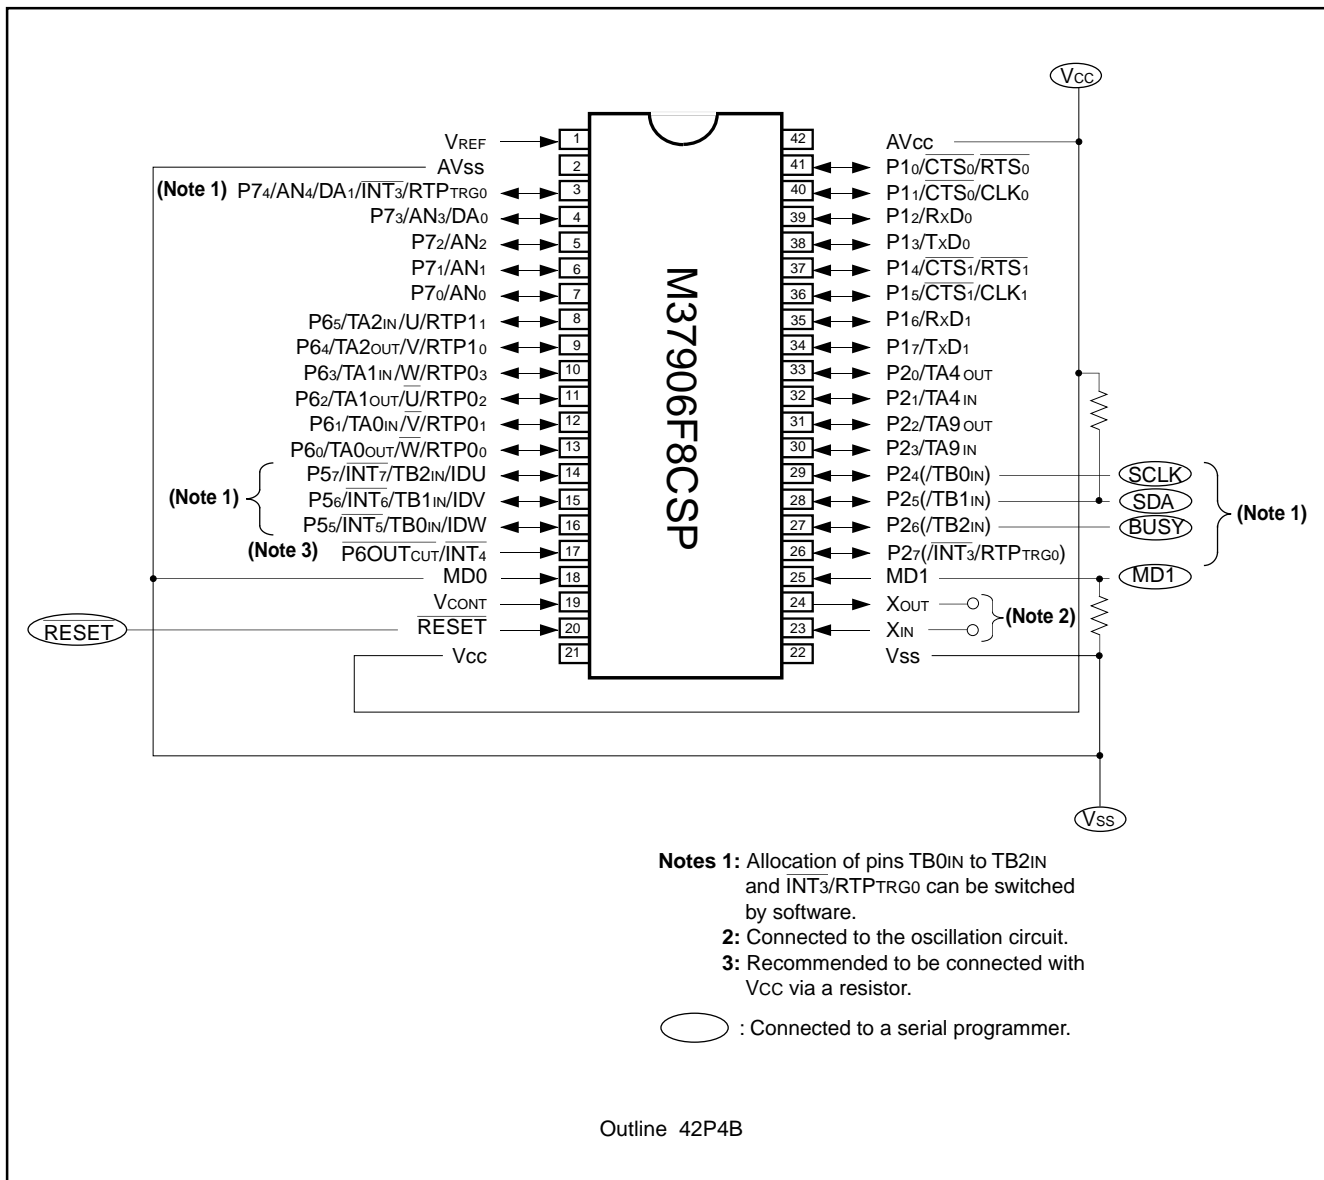 VCC
VREF 1
AVss 2
(Note 1) P74/AN4/DA1/INT3/RTPTRG0 3
P73/AN3/DA0 4
P72/AN2 5
P71/AN1 6
P70/AN0 7
P65/TA2IN/U/RTP11 8
P64/TA2OUT/V/RTP10 9
P63/TA1IN/W/RTP03 10
P62/TA1OUT/U̅/RTP02 11
P61/TA0IN/V̅/RTP01 12
P60/TA0OUT/W̅/RTP00 13
(Note 1)
P57/INT7/TB2IN/IDU 14
P56/INT6/TB1IN/IDV 15
P55/INT5/TB0IN/IDW 16
(Note 3) P6OUTCUT/INT4 17
MD0 18
VCONT 19
RESET RESET 20
Vcc 21
M37906F8CSP
42 AVcc
41 P10/CTS0/RTS0
40 P11/CTS0/CLK0
39 P12/RxD0
38 P13/TxD0
37 P14/CTS1/RTS1
36 P15/CTS1/CLK1
35 P16/RxD1
34 P17/TxD1
33 P20/TA4OUT
32 P21/TA4IN
31 P22/TA9OUT
30 P23/TA9IN
29 P24(/TB0IN) SCLK
28 P25(/TB1IN) SDA
27 P26(/TB2IN) BUSY
26 P27(/INT3/RTPTRG0)
(Note 1)
25 MD1 MD1
24 XOUT
23 XIN
(Note 2)
22 Vss
VSS
Notes 1: Allocation of pins TB0IN to TB2IN
and INT3/RTPTRG0 can be switched
by software.
2: Connected to the oscillation circuit.
3: Recommended to be connected with
VCC via a resistor.
: Connected to a serial programmer.
Outline 42P4B